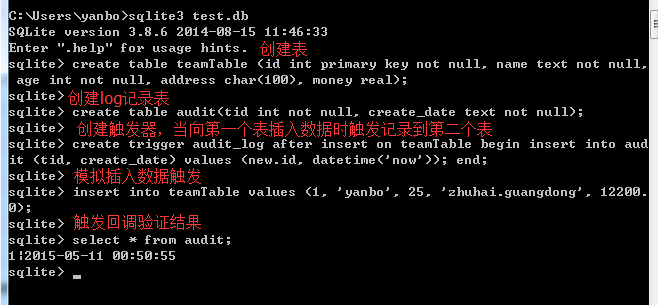 C:\Users\yanbo>sqlite3 test.db
SQLite version 3.8.6 2014-08-15 11:46:33
Enter ".help" for usage hints. 创建表
sqlite> create table teamTable (id int primary key not null, name text not null,
 age int not null, address char(100), money real);
sqlite>创建log记录表
sqlite> create table audit(tid int not null, create_date text not null);
sqlite> 创建触发器，当向第一个表插入数据时触发记录到第二个表
sqlite> create trigger audit_log after insert on teamTable begin insert into aud
it (tid, create_date) values (new.id, datetime('now')); end;
sqlite> 模拟插入数据触发
sqlite> insert into teamTable values (1, 'yanbo', 25, 'zhuhai.guangdong', 12200.
0);
sqlite> 触发回调验证结果
sqlite> select * from audit;
1|2015-05-11 00:50:55
sqlite>